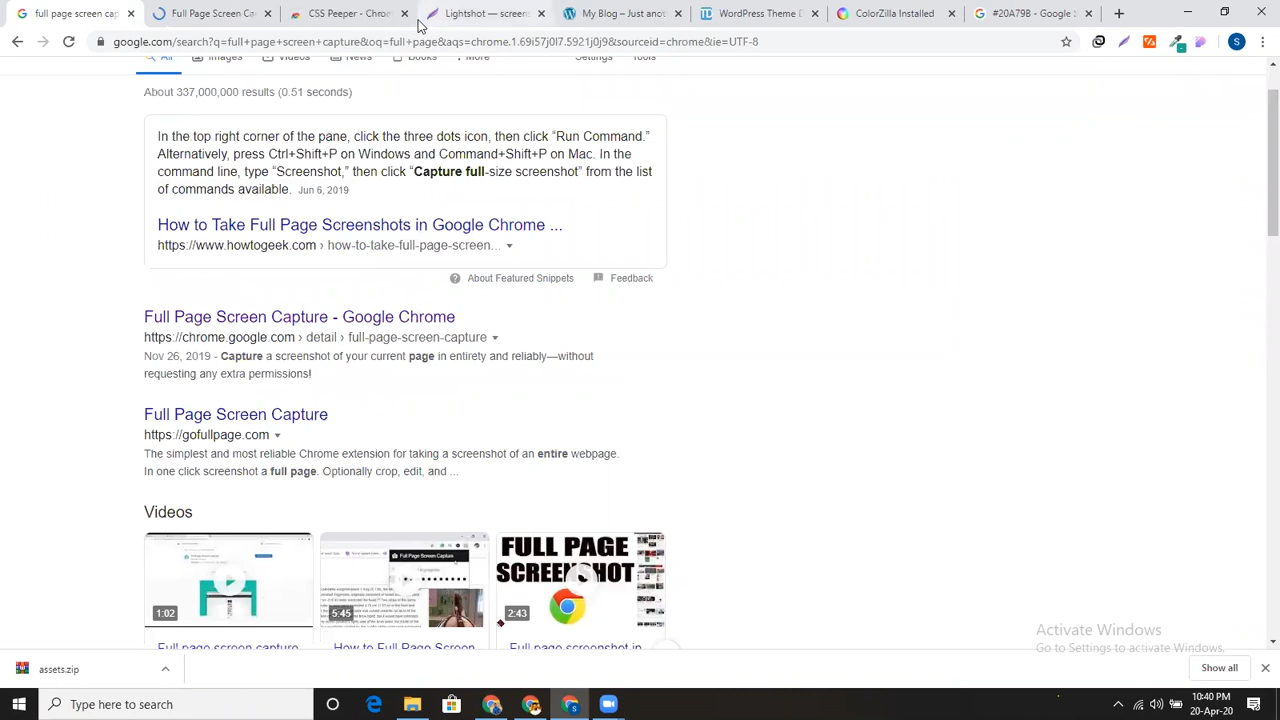 full page screen cap
Full Page Screen Ca
CSS Peeper - Chrom
Lightshot — screens
My Blog – Just anot
WordPress Theme D
ColorZilla Installed
#20A79B - Google S
google.com/search?q=full+page+screen+capture&oq=full+page&aqs=chrome.1.69i57j0l7.5921j0j9&sourceid=chrome&ie=UTF-8
S
All Images Videos News Books More Settings Tools
About 337,000,000 results (0.51 seconds)
In the top right corner of the pane, click the three dots icon, then click “Run Command.”
Alternatively, press Ctrl+Shift+P on Windows and Command+Shift+P on Mac. In the
command line, type “Screenshot,” then click “Capture full-size screenshot” from the list
of commands available. Jun 6, 2019
How to Take Full Page Screenshots in Google Chrome ...
https://www.howtogeek.com › how-to-take-full-page-screen...
About Featured Snippets Feedback
Full Page Screen Capture - Google Chrome
https://chrome.google.com › detail › full-page-screen-capture
Nov 26, 2019 - Capture a screenshot of your current page in entirety and reliably—without
requesting any extra permissions!
Full Page Screen Capture
https://gofullpage.com
The simplest and most reliable Chrome extension for taking a screenshot of an entire webpage.
In one click screenshot a full page. Optionally crop, edit, and ...
Videos
Full Page Screen Capture
FULL PAGE
SCREENSHOT
1:02
5:45
2:43
Full page screen capture
How to Full Page Screen
Full page screenshot in
Activate Windows
Go to Settings to activate Windows.
assets.zip
Show all
Type here to search
10:40 PM
20-Apr-20